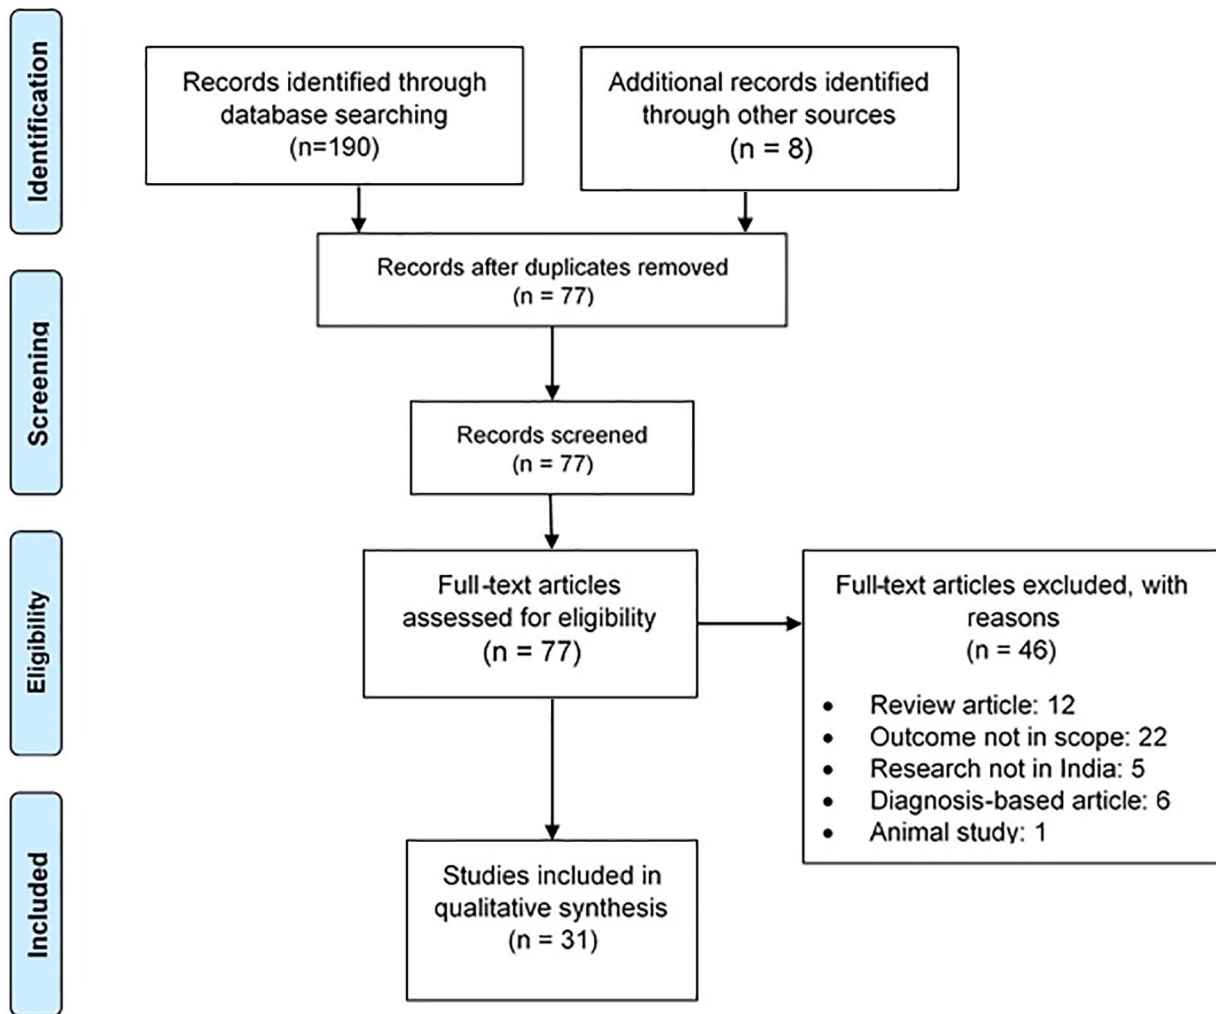 Identification
Records identified through
database searching
(n=190)
Additional records identified
through other sources
(n = 8)
Records after duplicates removed
(n = 77)
Screening
Records screened
(n = 77)
Eligibility
Full-text articles
assessed for eligibility
(n = 77)
Full-text articles excluded, with
reasons
(n = 46)
• Review article: 12
• Outcome not in scope: 22
• Research not in India: 5
• Diagnosis-based article: 6
• Animal study: 1
Included
Studies included in
qualitative synthesis
(n = 31)